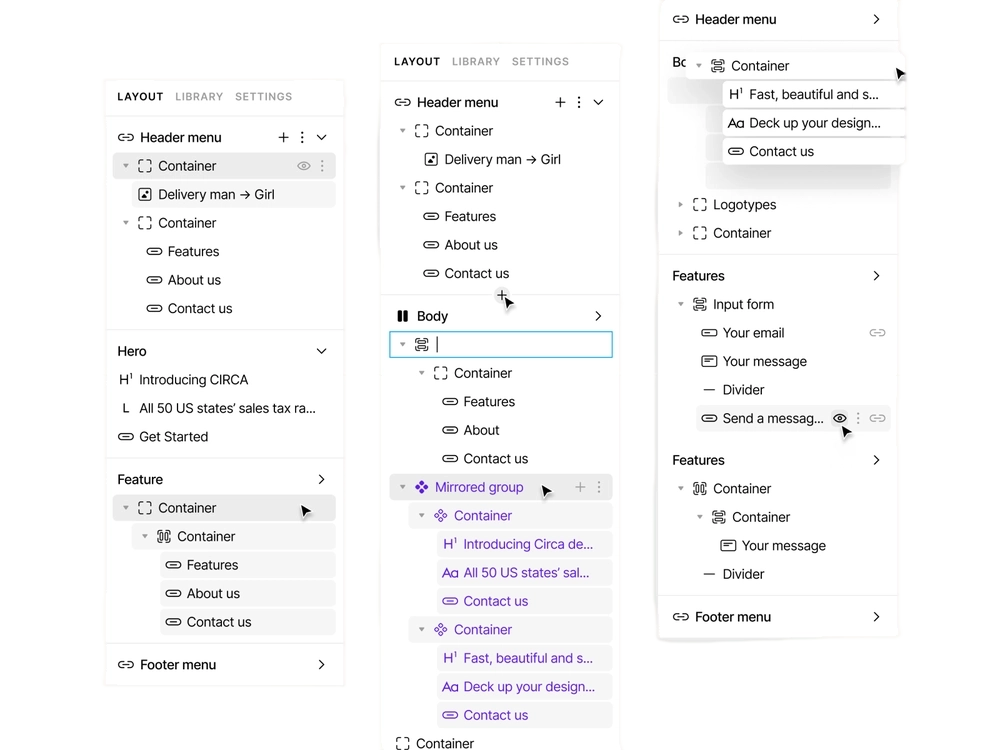 LAYOUT LIBRARY SETTINGS
Header menu
Container
Delivery man → Girl
Container
Features
About us
Contact us
Hero
H¹ Introducing CIRCA
L All 50 US states’ sales tax ra...
Get Started
Feature
Container
Container
Features
About us
Contact us
Footer menu
LAYOUT LIBRARY SETTINGS
Header menu
Container
Delivery man → Girl
Container
Features
About us
Contact us
Body
Container
Features
About
Contact us
Mirrored group
Container
H¹ Introducing Circa de...
Aa All 50 US states’ sal...
Contact us
Container
H¹ Fast, beautiful and s...
Aa Deck up your design...
Contact us
Container
Header menu
Container
H¹ Fast, beautiful and s...
Aa Deck up your design...
Contact us
Logotypes
Container
Features
Input form
Your email
Your message
Divider
Send a messag...
Features
Container
Container
Your message
Divider
Footer menu